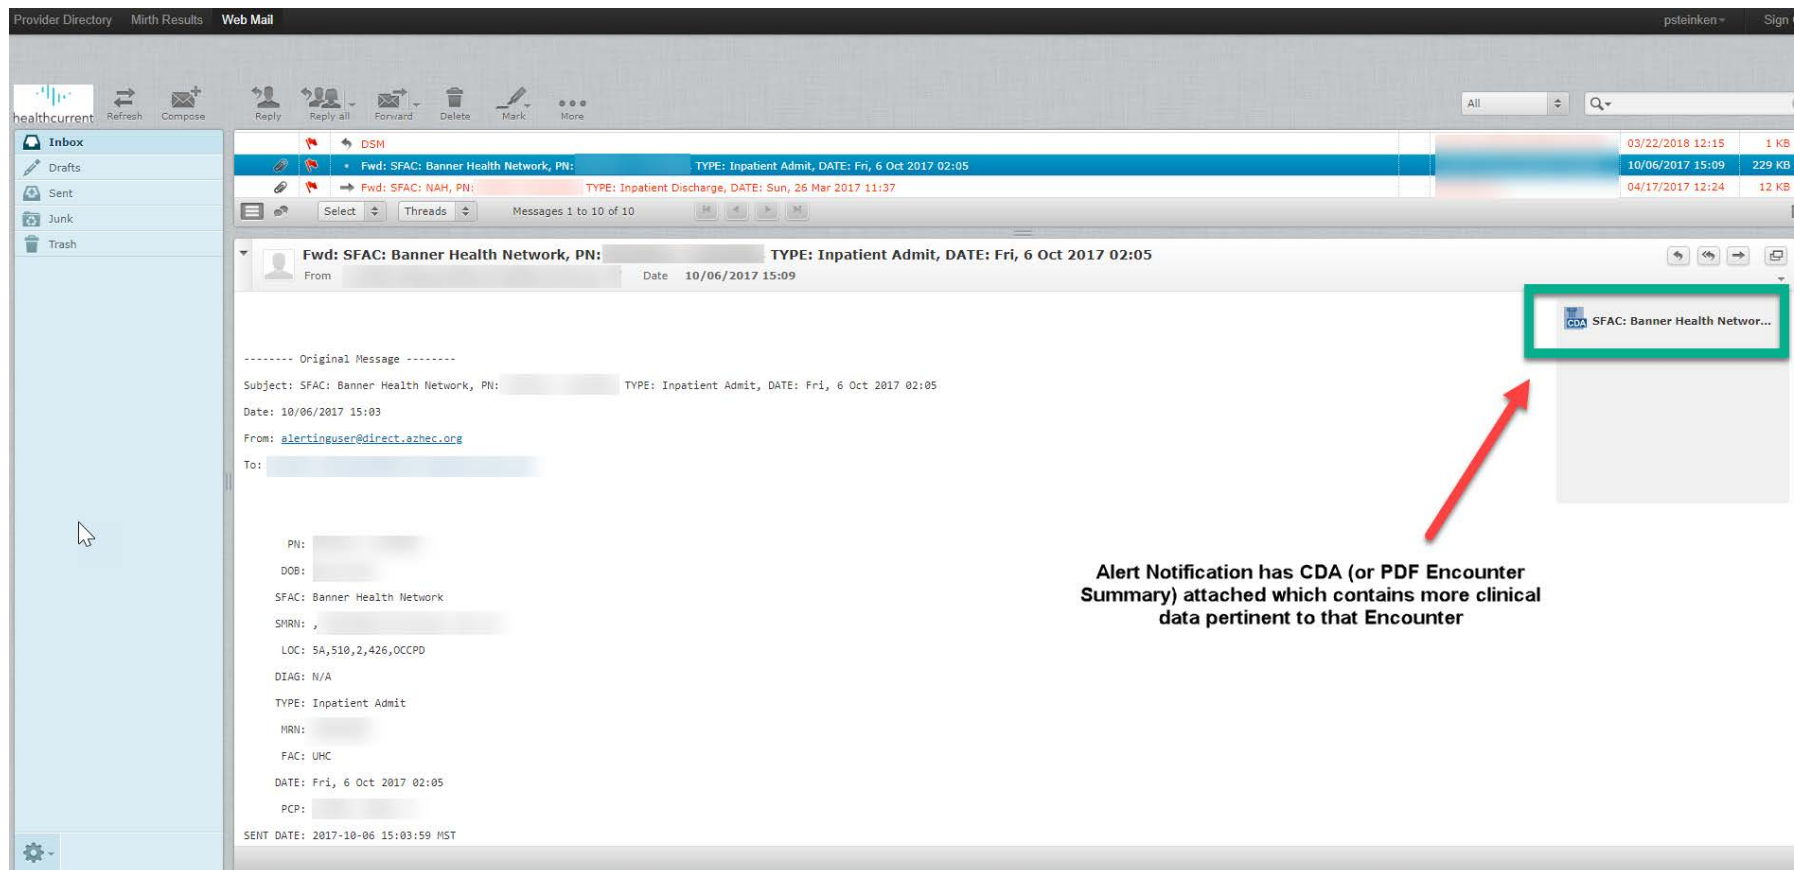 Provider Directory Mirth Results Web Mail psteinken Sign
healthcurrent Refresh Compose Reply Reply all Forward Delete Mark More All
Inbox
Drafts
Sent
Junk
Trash
DSM 03/22/2018 12:15 1 KB
Fwd: SFAC: Banner Health Network, PN: TYPE: Inpatient Admit, DATE: Fri, 6 Oct 2017 02:05 10/06/2017 15:09 229 KB
Fwd: SFAC: NAH, PN: TYPE: Inpatient Discharge, DATE: Sun, 26 Mar 2017 11:37 04/17/2017 12:24 12 KB
Select Threads Messages 1 to 10 of 10
Fwd: SFAC: Banner Health Network, PN: TYPE: Inpatient Admit, DATE: Fri, 6 Oct 2017 02:05
From Date 10/06/2017 15:09
CDA SFAC: Banner Health Networ...
-------- Original Message --------
Subject: SFAC: Banner Health Network, PN: TYPE: Inpatient Admit, DATE: Fri, 6 Oct 2017 02:05
Date: 10/06/2017 15:03
From: alertinguser@direct.azhec.org
To:
PN:
DOB:
SFAC: Banner Health Network
SMRN: ,
LOC: 5A,510,2,426,OCCPD
DIAG: N/A
TYPE: Inpatient Admit
MRN:
FAC: UHC
DATE: Fri, 6 Oct 2017 02:05
PCP:
SENT DATE: 2017-10-06 15:03:59 MST
Alert Notification has CDA (or PDF Encounter
Summary) attached which contains more clinical
data pertinent to that Encounter